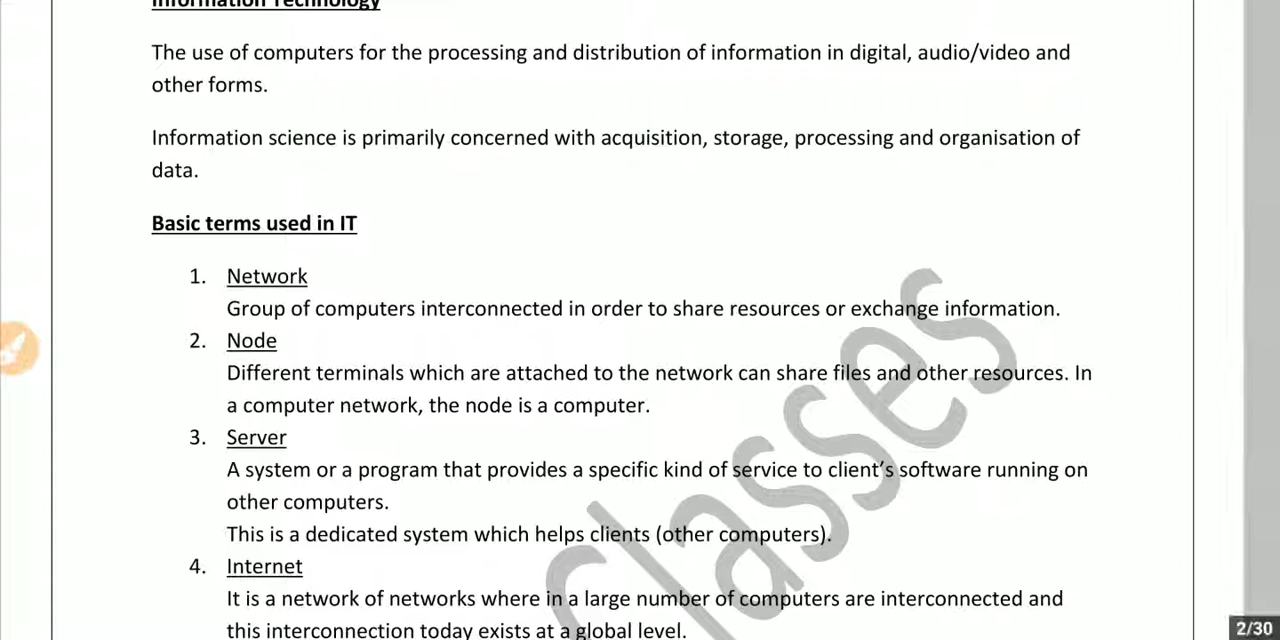 Information Technology
The use of computers for the processing and distribution of information in digital, audio/video and
other forms.
Information science is primarily concerned with acquisition, storage, processing and organisation of
data.
Basic terms used in IT
1. Network
Group of computers interconnected in order to share resources or exchange information.
2. Node
Different terminals which are attached to the network can share files and other resources. In
a computer network, the node is a computer.
3. Server
A system or a program that provides a specific kind of service to client's software running on
other computers.
This is a dedicated system which helps clients (other computers).
4. Internet
It is a network of networks where in a large number of computers are interconnected and
this interconnection today exists at a global level.
Classes
2/30